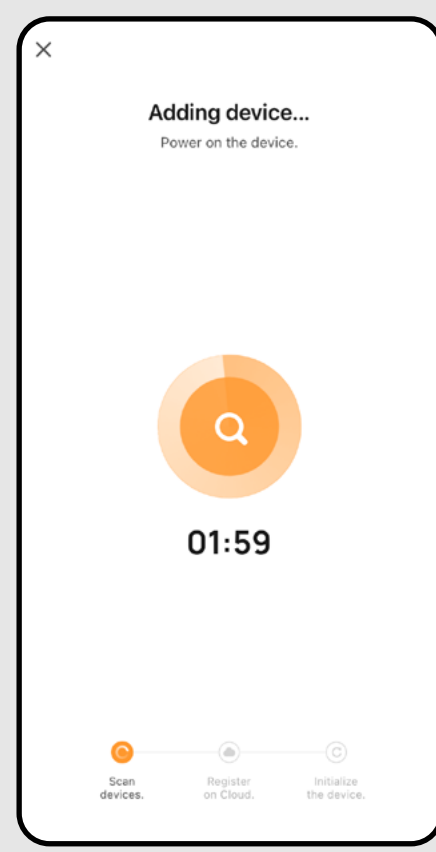 Adding device...
Power on the device.
01:59
Scan
devices.
Register
on Cloud.
Initialize
the device.